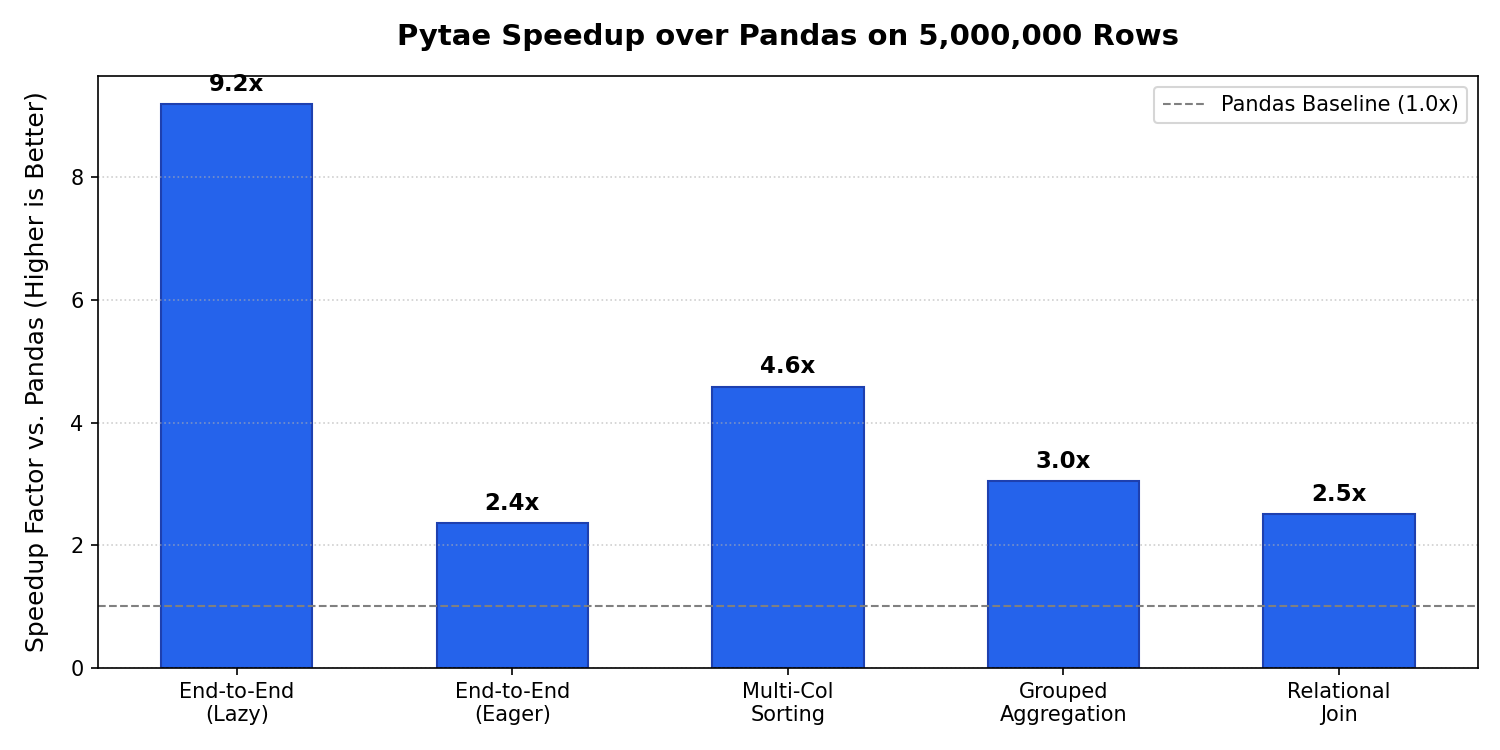 Pytae Speedup over Pandas on 5,000,000 Rows
Speedup Factor vs. Pandas (Higher is Better)
Pandas Baseline (1.0x)
9.2x
2.4x
4.6x
3.0x
2.5x
8
6
4
2
0
End-to-End
(Lazy)
End-to-End
(Eager)
Multi-Col
Sorting
Grouped
Aggregation
Relational
Join